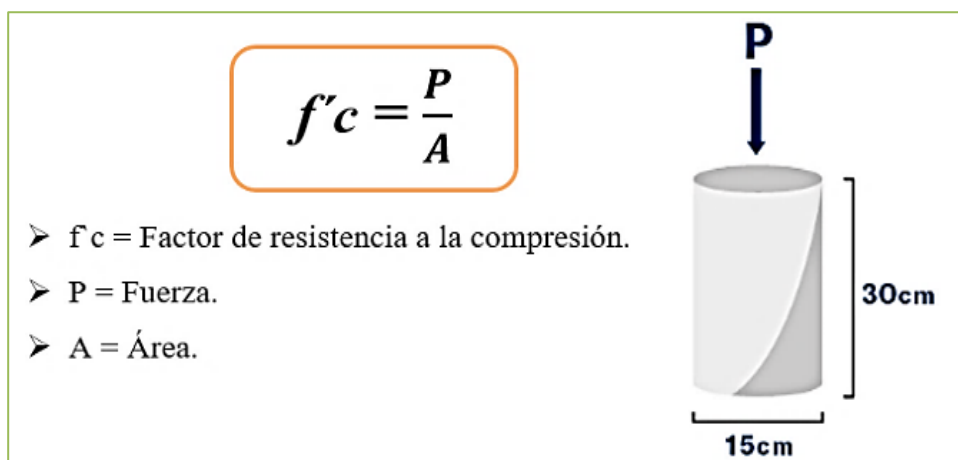 P
f'c = P/A
➤ f`c = Factor de resistencia a la compresión.
➤ P = Fuerza.
➤ A = Área.
30cm
15cm